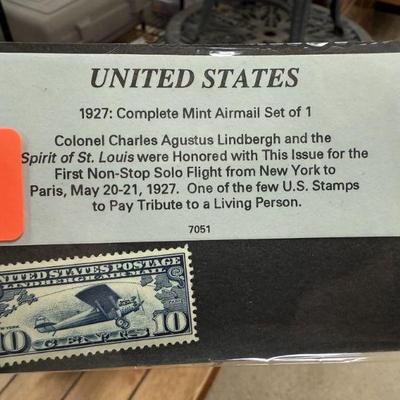 UNITED STATES
1927: Complete Mint Airmail Set of 1
Colonel Charles Agustus Lindbergh and the
Spirit of St. Louis were Honored with This Issue for the
First Non-Stop Solo Flight from New York to
Paris, May 20-21, 1927. One of the few U.S. Stamps
to Pay Tribute to a Living Person.
7051
UNITED STATES POSTAGE
LINDBERGH AIR MAIL
10 CENTS 10